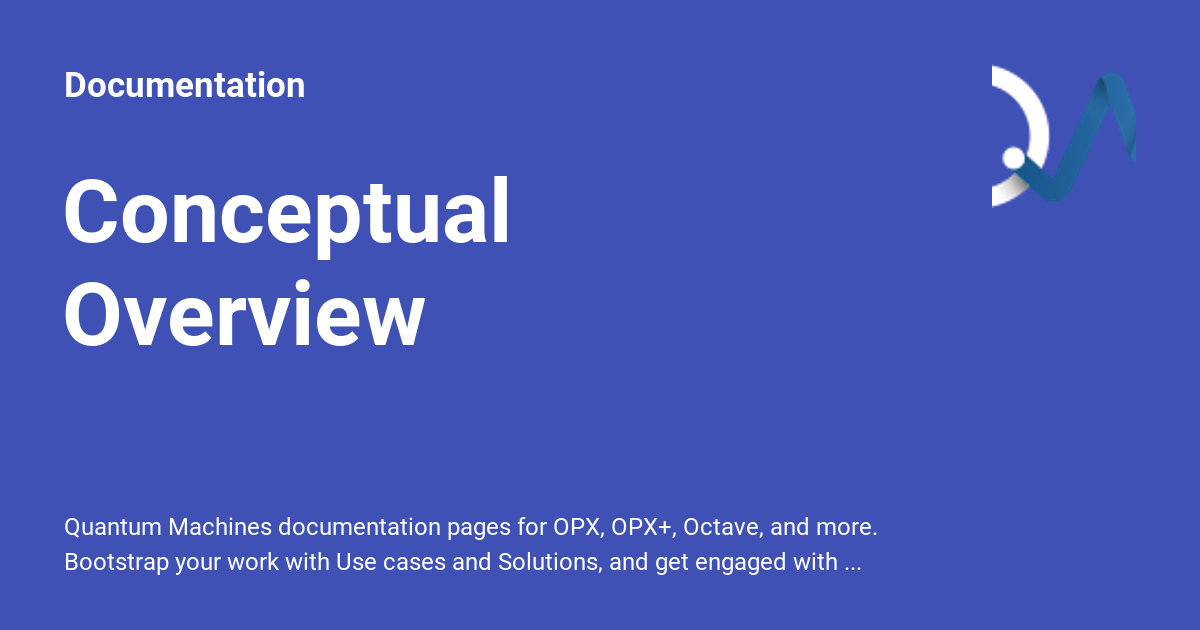 Documentation
Conceptual
Overview
Quantum Machines documentation pages for OPX, OPX+, Octave, and more.
Bootstrap your work with Use cases and Solutions, and get engaged with ...